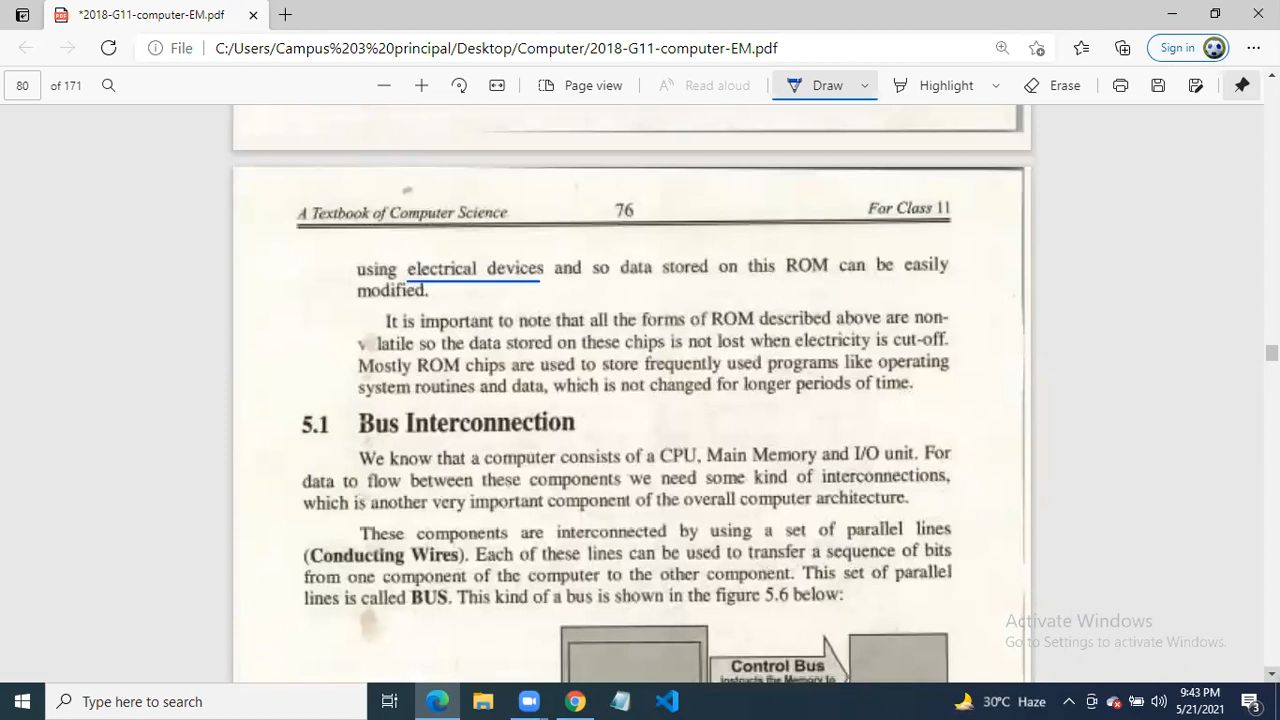 *2018-G11-computer-EM.pdf
File
C:/Users/Campus%203%20principal/Desktop/Computer/2018-G11-computer-EM.pdf
Sign in
80 of 171
Page view
Read aloud
Draw
Highlight
Erase
A Textbook of Computer Science 76 For Class 11
using electrical devices and so data stored on this ROM can be easily
modified.
It is important to note that all the forms of ROM described above are non-
v latile so the data stored on these chips is not lost when electricity is cut-off.
Mostly ROM chips are used to store frequently used programs like operating
system routines and data, which is not changed for longer periods of time.
5.1 Bus Interconnection
We know that a computer consists of a CPU, Main Memory and I/O unit. For
data to flow between these components we need some kind of interconnections,
which is another very important component of the overall computer architecture.
These components are interconnected by using a set of parallel lines
(Conducting Wires). Each of these lines can be used to transfer a sequence of bits
from one component of the computer to the other component. This set of parallel
lines is called BUS. This kind of a bus is shown in the figure 5.6 below:
Control Bus
instructs the Memory to
Activate Windows
Go to Settings to activate Windows.
Type here to search
30°C Haze
9:43 PM
5/21/2021
3